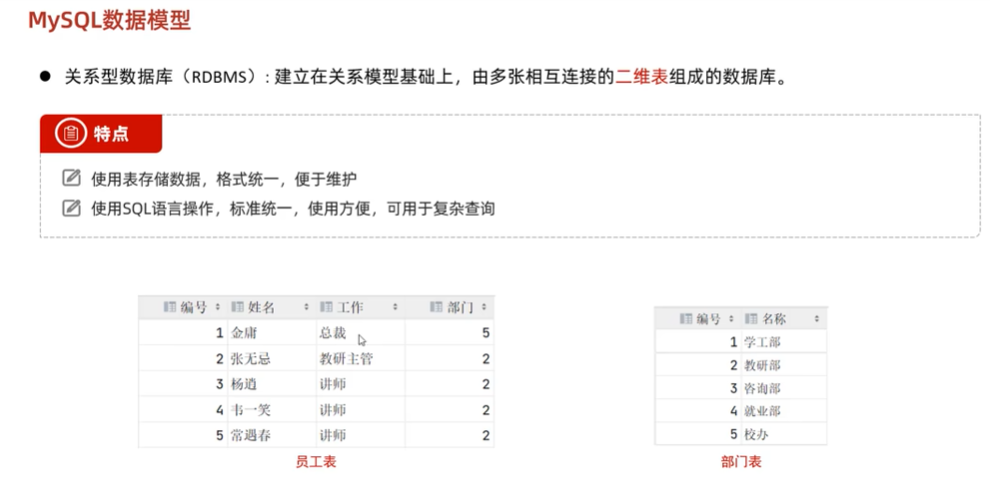 MySQL数据模型
● 关系型数据库（RDBMS）：建立在关系模型基础上，由多张相互连接的二维表组成的数据库。
特点
使用表存储数据，格式统一，便于维护
使用SQL语言操作，标准统一，使用方便，可用于复杂查询
编号 姓名 工作 部门
1 金庸 总裁 5
2 张无忌 教研主管 2
3 杨逍 讲师 2
4 韦一笑 讲师 2
5 常遇春 讲师 2
员工表
编号 名称
1 学工部
2 教研部
3 咨询部
4 就业部
5 校办
部门表